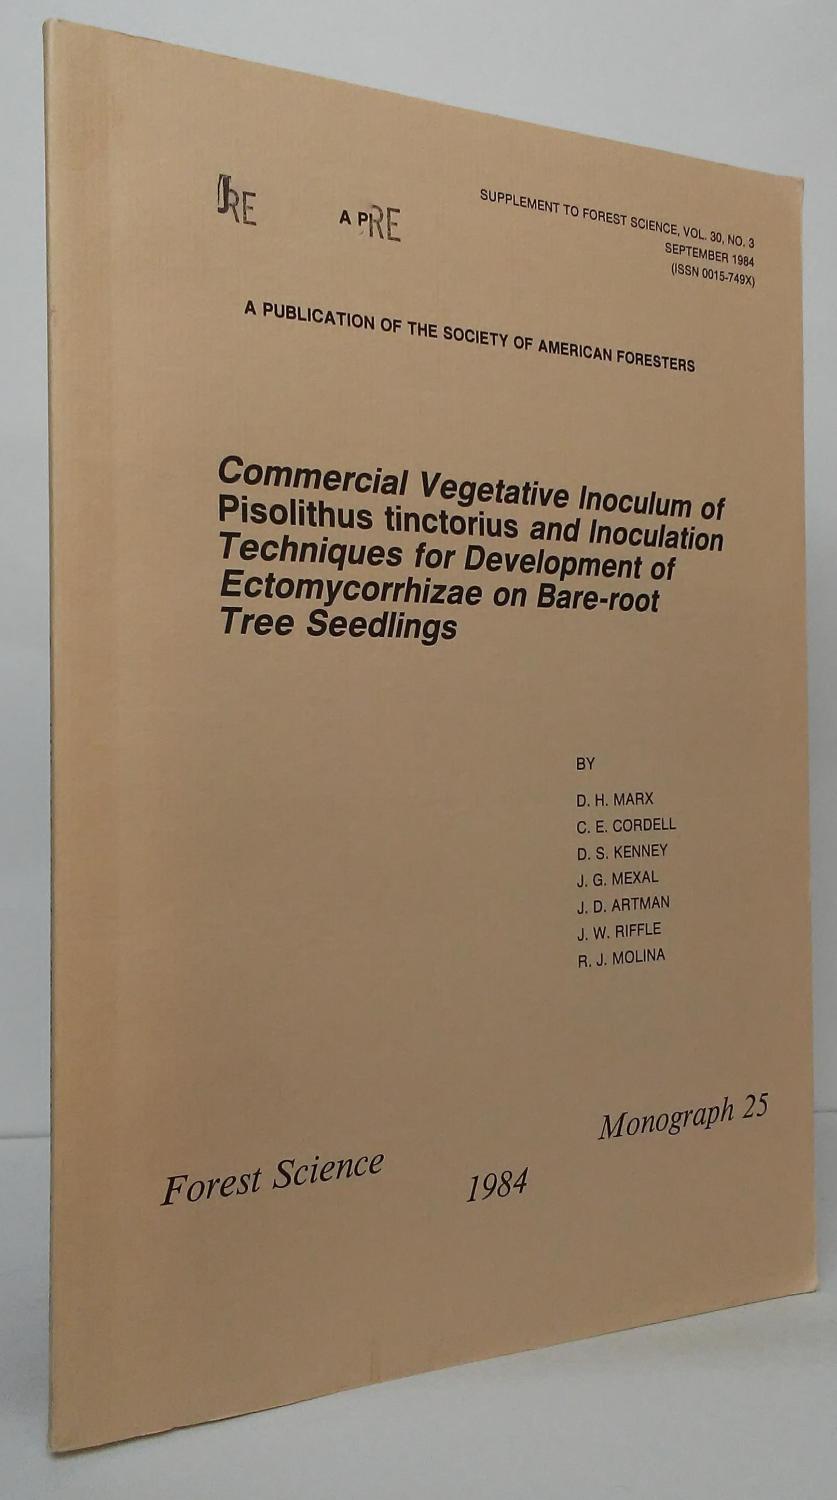 JRE
A PRE
SUPPLEMENT TO FOREST SCIENCE, VOL. 30, NO. 3
SEPTEMBER 1984
(ISSN 0015-749X)
A PUBLICATION OF THE SOCIETY OF AMERICAN FORESTERS
Commercial Vegetative Inoculum of
Pisolithus tinctorius and Inoculation
Techniques for Development of
Ectomycorrhizae on Bare-root
Tree Seedlings
BY
D. H. MARX
C. E. CORDELL
D. S. KENNEY
J. G. MEXAL
J. D. ARTMAN
J. W. RIFFLE
R. J. MOLINA
Forest Science
1984
Monograph 25